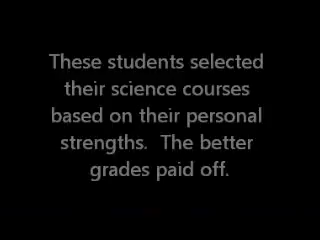 These students selected
their science courses
based on their personal
strengths.  The better
grades paid off.